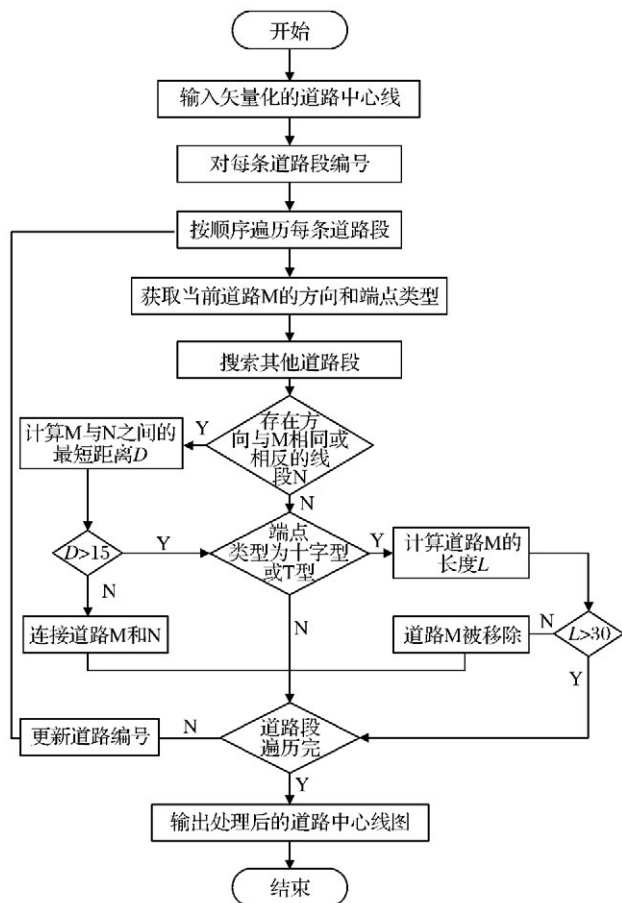 开始
输入矢量化的道路中心线
对每条道路段编号
按顺序遍历每条道路段
获取当前道路M的方向和端点类型
搜索其他道路段
存在方
向与M相同或
相反的线
段N
Y
计算M与N之间的
最短距离D
N
D>15
Y
端点
类型为十字型
或T型
Y
计算道路M的
长度L
N
连接道路M和N
N
道路M被移除
N
L>30
Y
更新道路编号
N
道路段
遍历完
Y
输出处理后的道路中心线图
结束